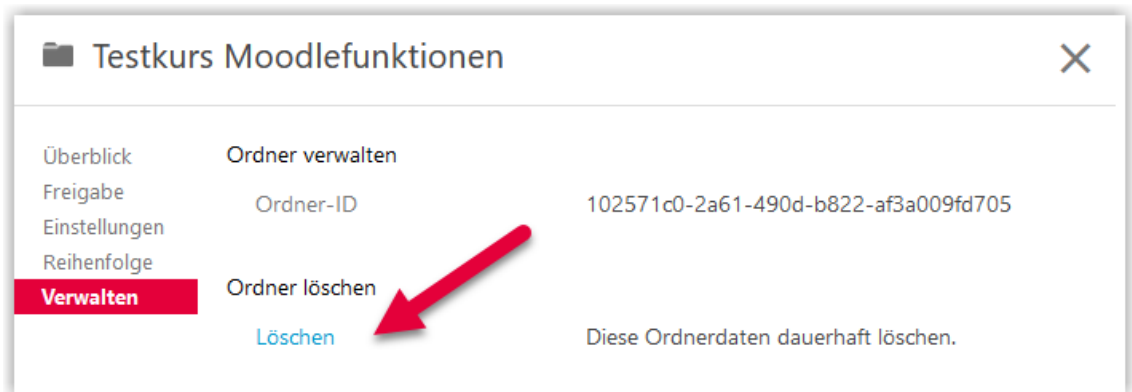 Testkurs Moodlefunktionen
Überblick
Freigabe
Einstellungen
Reihenfolge
Verwalten
Ordner verwalten
Ordner-ID 102571c0-2a61-490d-b822-af3a009fd705
Ordner löschen
Löschen Diese Ordnerdaten dauerhaft löschen.